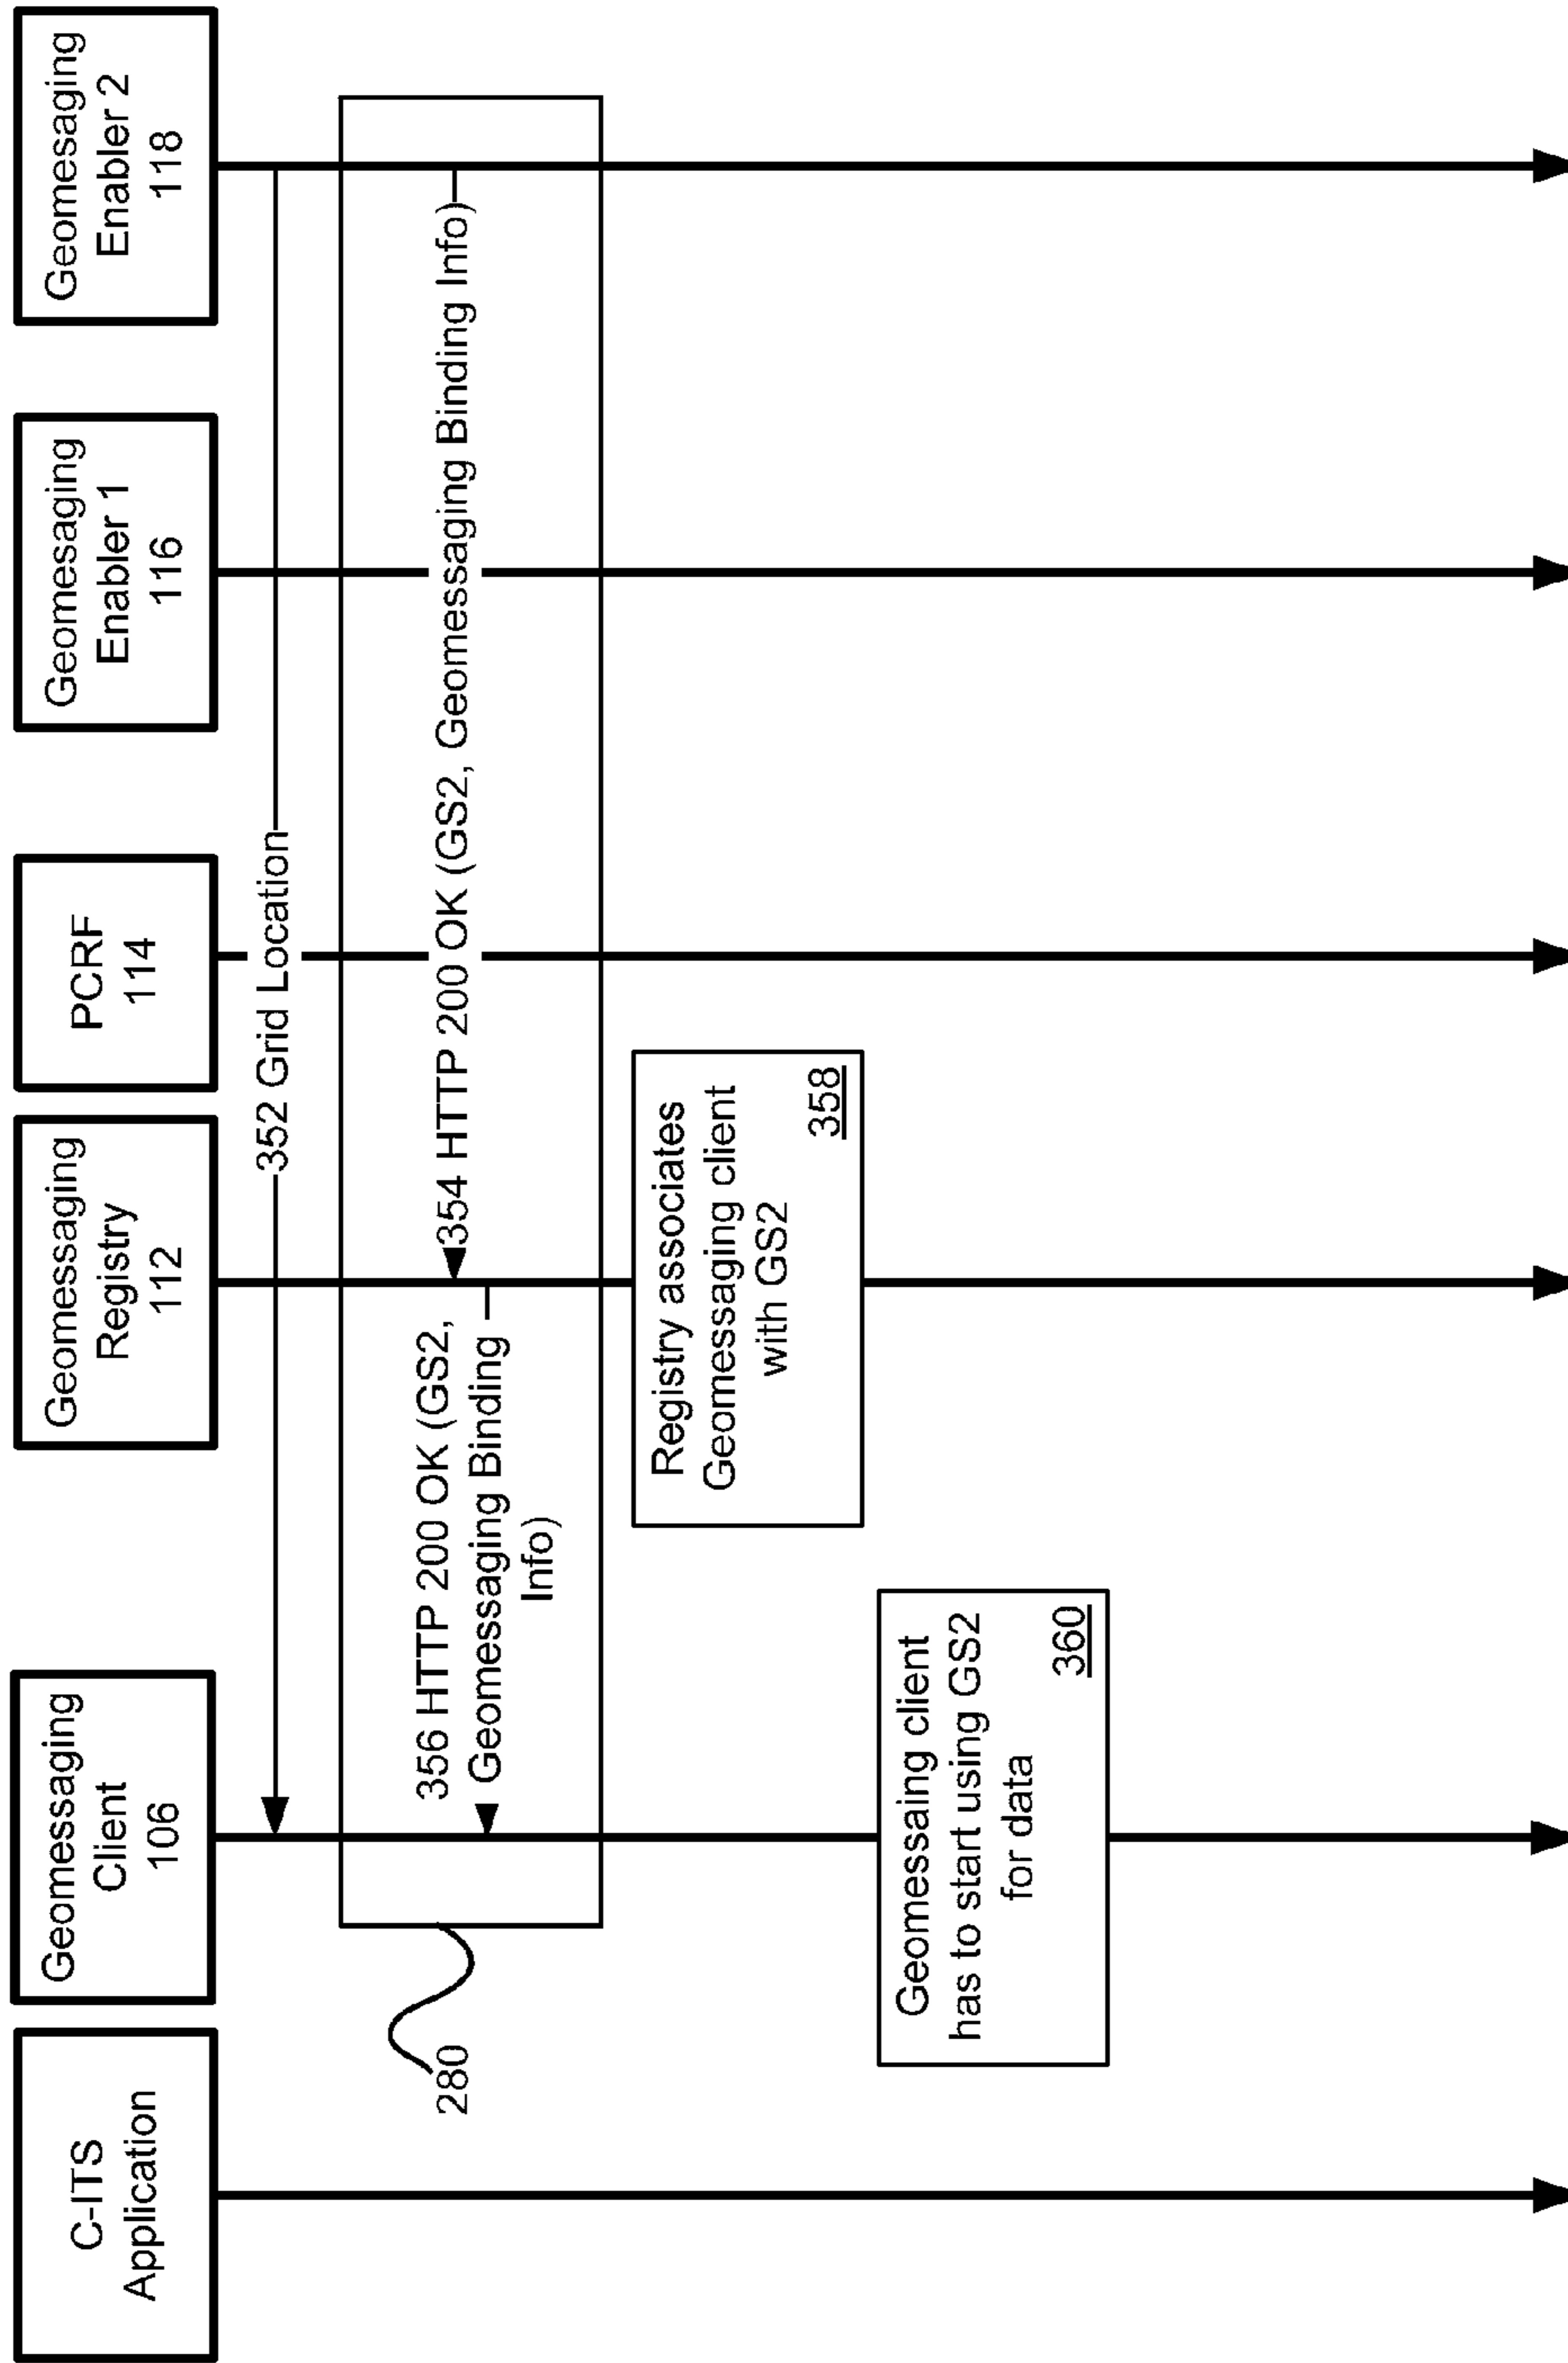 C-ITS
Application
Geomessaging
Client
106
Geomessaging
Registry
112
PCRF
114
Geomesaging
Enabler 1
116
Geomesaging
Enabler 2
118
352 Grid Location
354 HTTP 200 OK (GS2, Geomessaging Binding Info)
356 HTTP 200 OK (GS2,
Geomessaging Binding
Info)
280
Registry associates
Geomessaging client
with GS2
358
Geomessaing client
has to start using GS2
for data
360